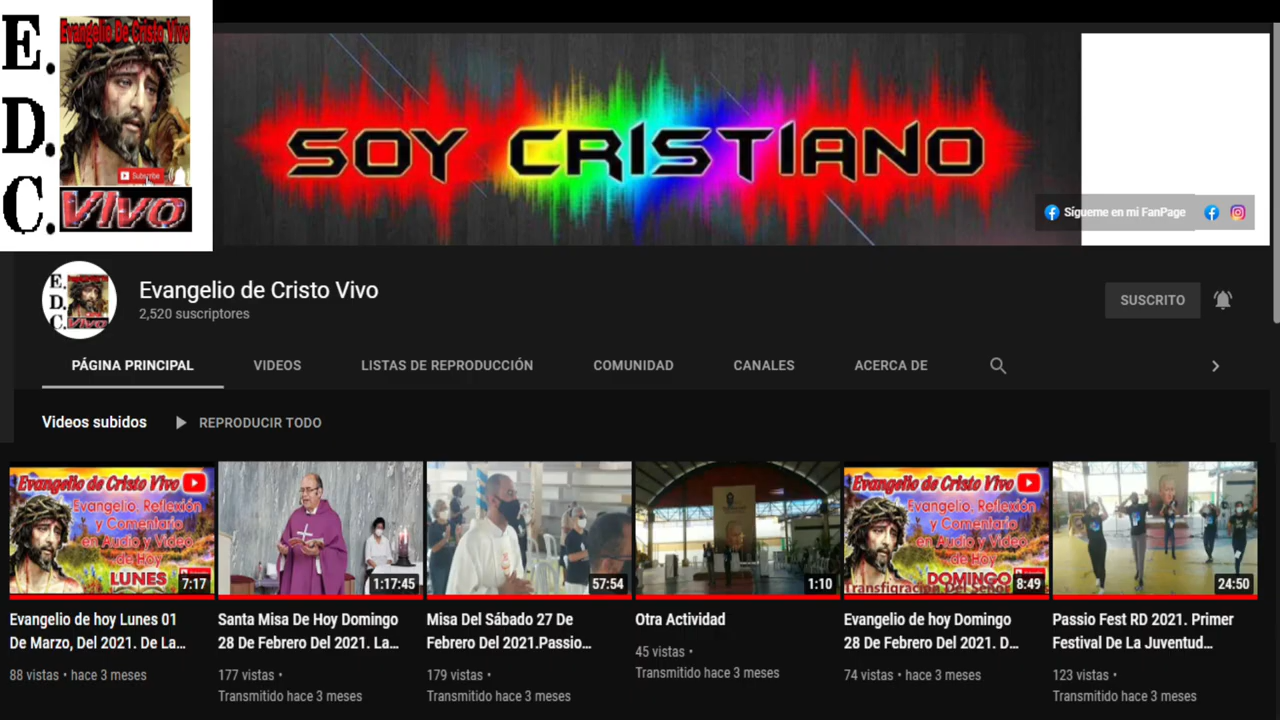 E.
D.
C.
Evangelio De Cristo Vivo
Subscribe
Vivo
SOY CRISTIANO
Sígueme en mi FanPage
E.
D.
C.
Vivo
Evangelio de Cristo Vivo
2,520 suscriptores
SUSCRITO
PÁGINA PRINCIPAL VIDEOS LISTAS DE REPRODUCCIÓN COMUNIDAD CANALES ACERCA DE
Videos subidos REPRODUCIR TODO
Evangelio de Cristo Vivo
Evangelio, Reflexión
y Comentario
en Audio y Video
de Hoy
LUNES
7:17
Evangelio de hoy Lunes 01
De Marzo, Del 2021. De La...
88 vistas • hace 3 meses
1:17:45
Santa Misa De Hoy Domingo
28 De Febrero Del 2021. La...
177 vistas •
Transmitido hace 3 meses
57:54
Misa Del Sábado 27 De
Febrero Del 2021.Passio...
179 vistas •
Transmitido hace 3 meses
1:10
Otra Actividad
45 vistas •
Transmitido hace 3 meses
Evangelio de Cristo Vivo
Evangelio, Reflexión
y Comentario
en Audio y Video
de Hoy
DOMINGO
Transfigración Del Señor
8:49
Evangelio de hoy Domingo
28 De Febrero Del 2021. D...
74 vistas • hace 3 meses
24:50
Passio Fest RD 2021. Primer
Festival De La Juventud...
123 vistas •
Transmitido hace 3 meses